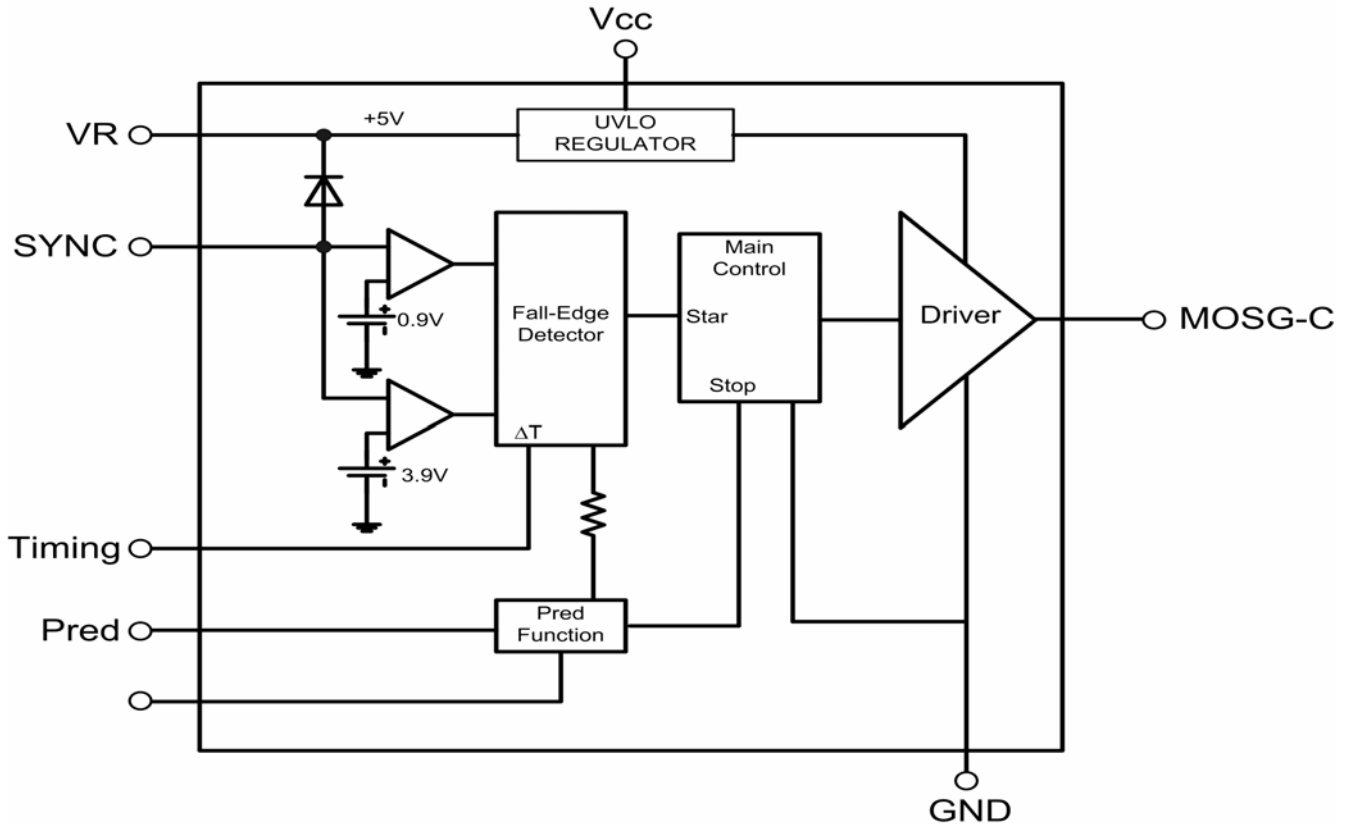 Vcc
VR
+5V
UVLO
REGULATOR
SYNC
Main
Control
+
0.9V
Fall-Edge
Detector
Star
Driver
MOSG-C
Stop
ΔT
+
3.9V
Timing
Pred
Pred
Function
GND